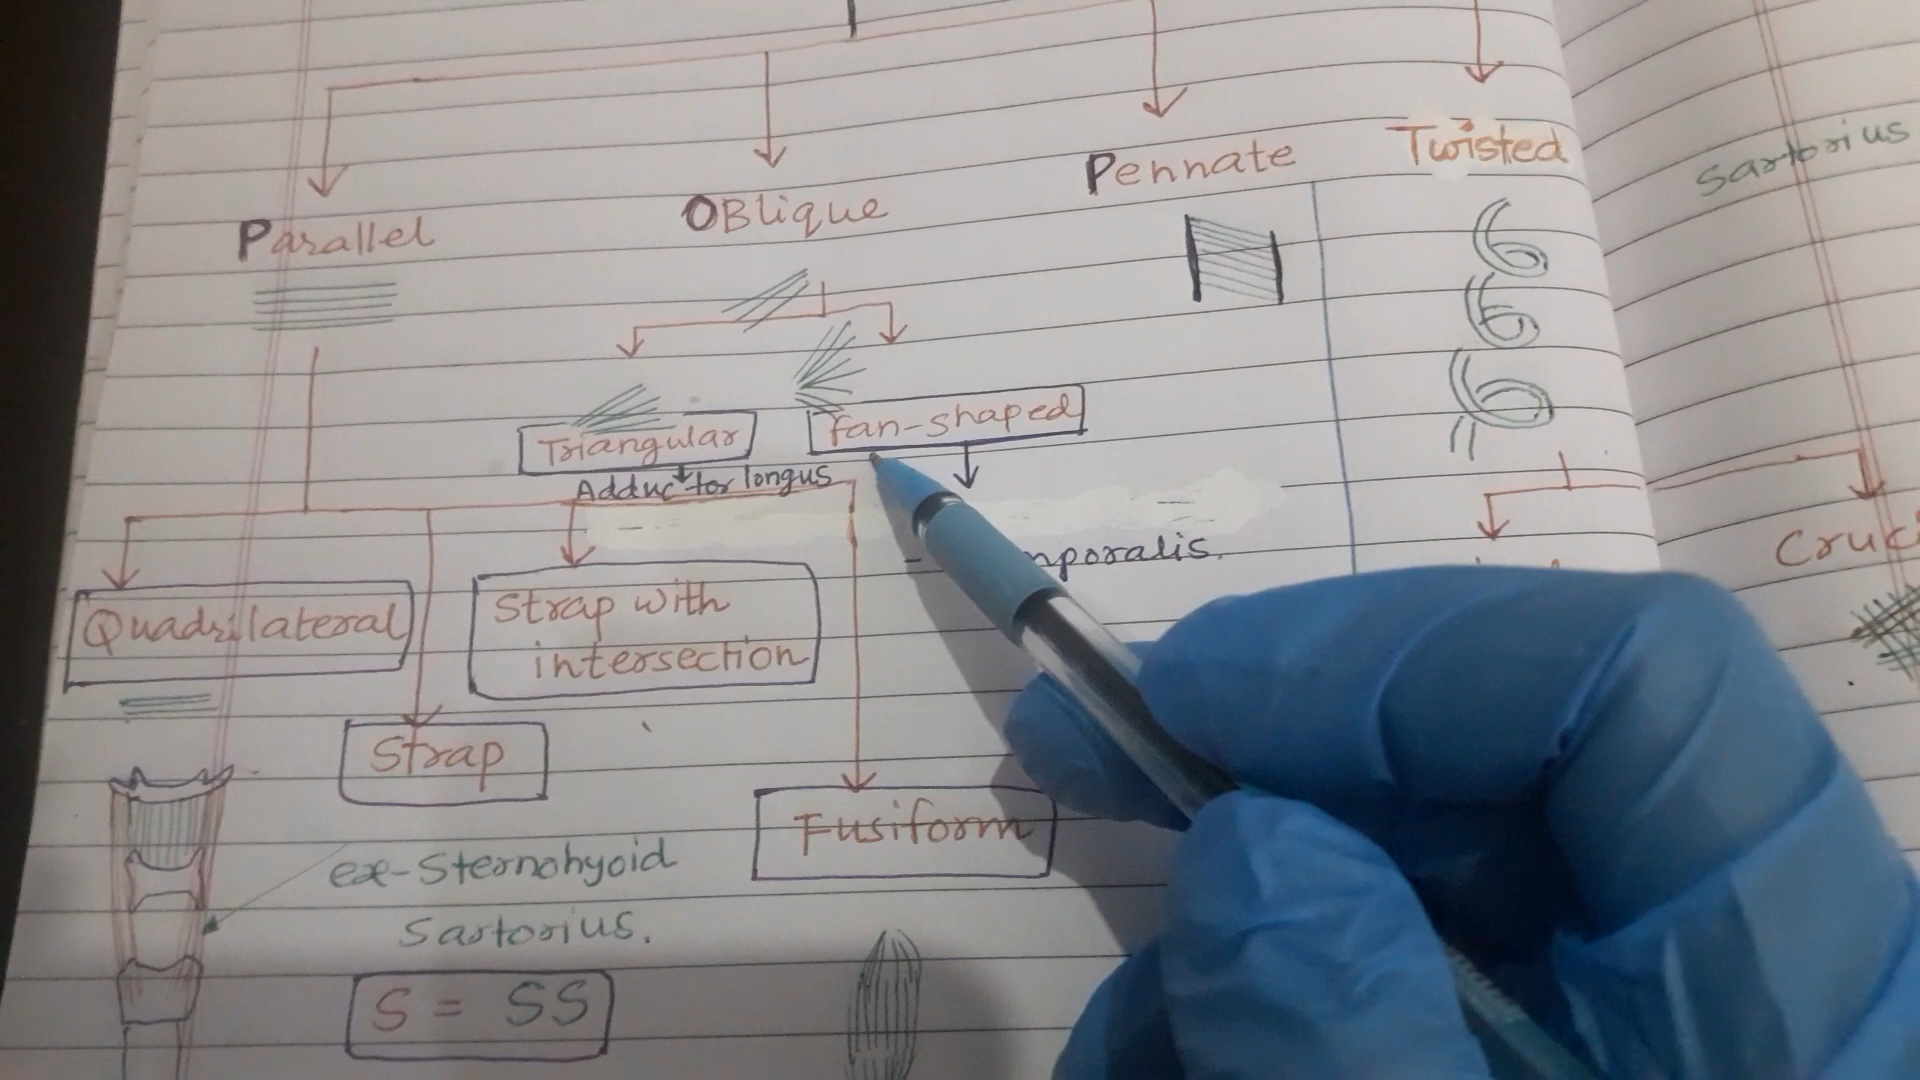 Parallel
OBlique
Pennate
Twisted
Sartorius
Triangular
fan-shaped
Adductor longus
Quadrilateral
Strap with
intersection
Strap
Fusiform
ex-Sternohyoid
Sartorius.
S = SS